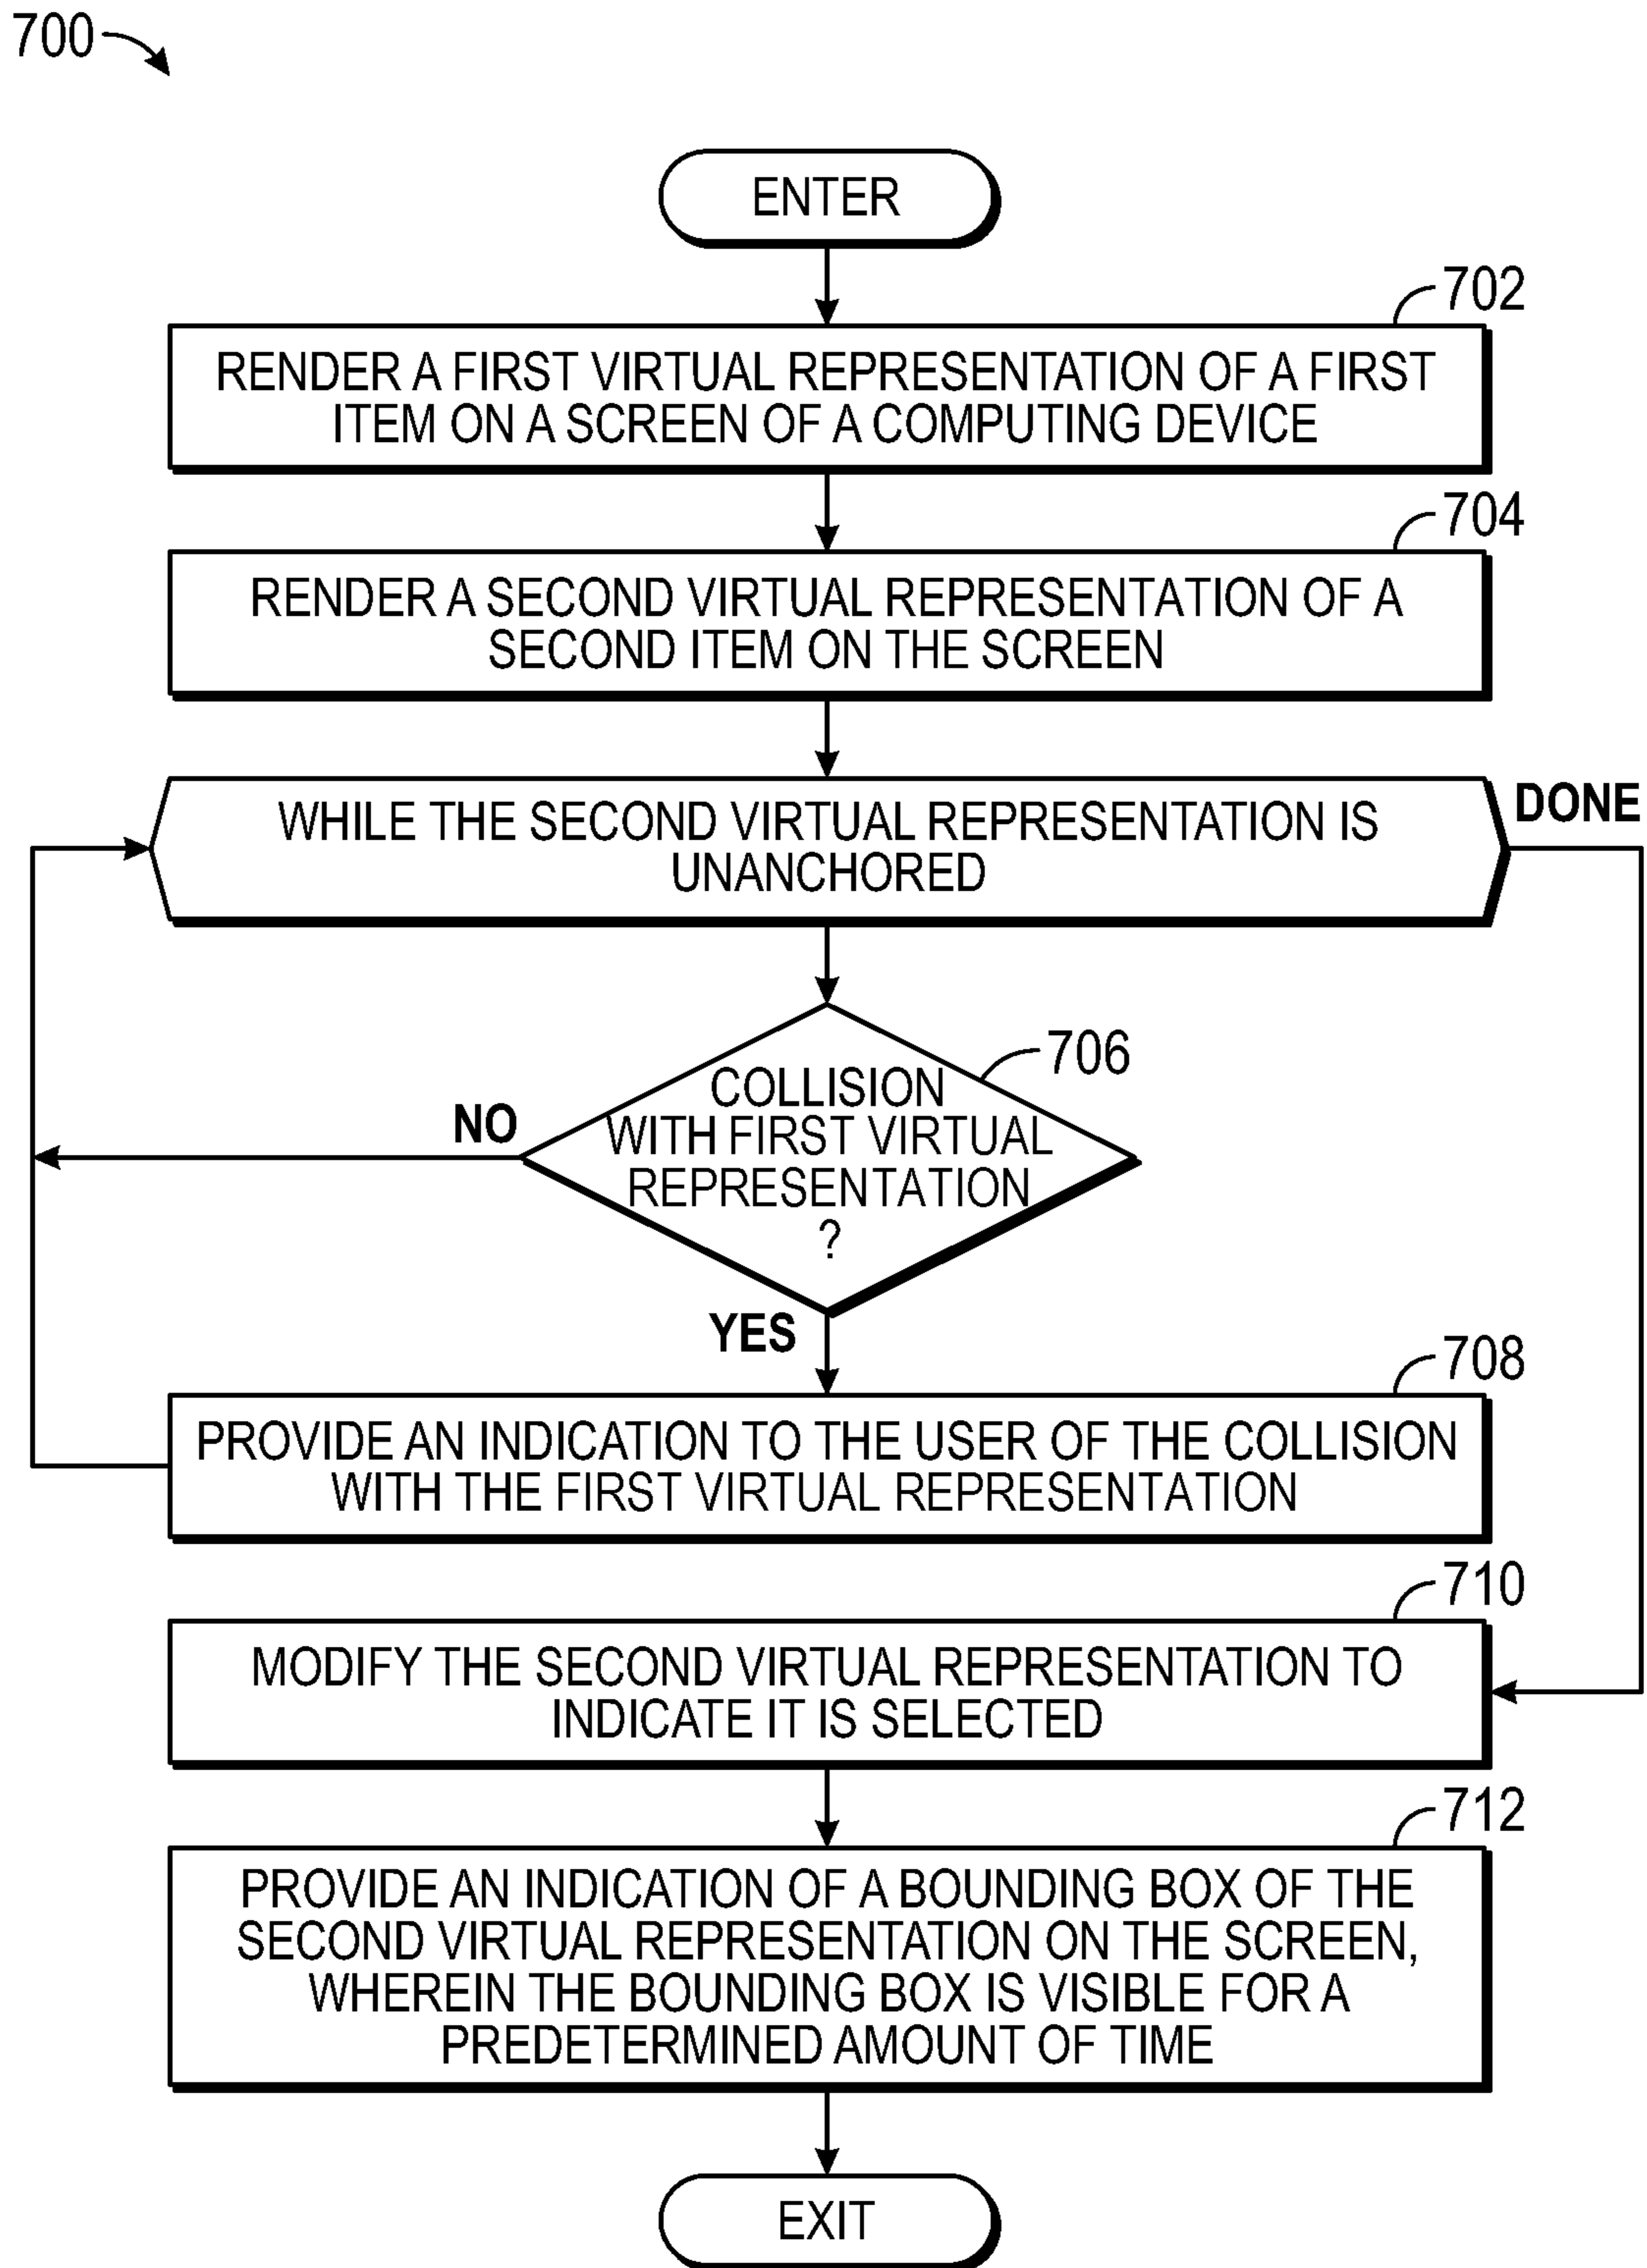 700
ENTER
702
RENDER A FIRST VIRTUAL REPRESENTATION OF A FIRST
ITEM ON A SCREEN OF A COMPUTING DEVICE
704
RENDER A SECOND VIRTUAL REPRESENTATION OF A
SECOND ITEM ON THE SCREEN
WHILE THE SECOND VIRTUAL REPRESENTATION IS
UNANCHORED
DONE
706
COLLISION
WITH FIRST VIRTUAL
REPRESENTATION
?
NO
YES
708
PROVIDE AN INDICATION TO THE USER OF THE COLLISION
WITH THE FIRST VIRTUAL REPRESENTATION
710
MODIFY THE SECOND VIRTUAL REPRESENTATION TO
INDICATE IT IS SELECTED
712
PROVIDE AN INDICATION OF A BOUNDING BOX OF THE
SECOND VIRTUAL REPRESENTATION ON THE SCREEN,
WHEREIN THE BOUNDING BOX IS VISIBLE FOR A
PREDETERMINED AMOUNT OF TIME
EXIT